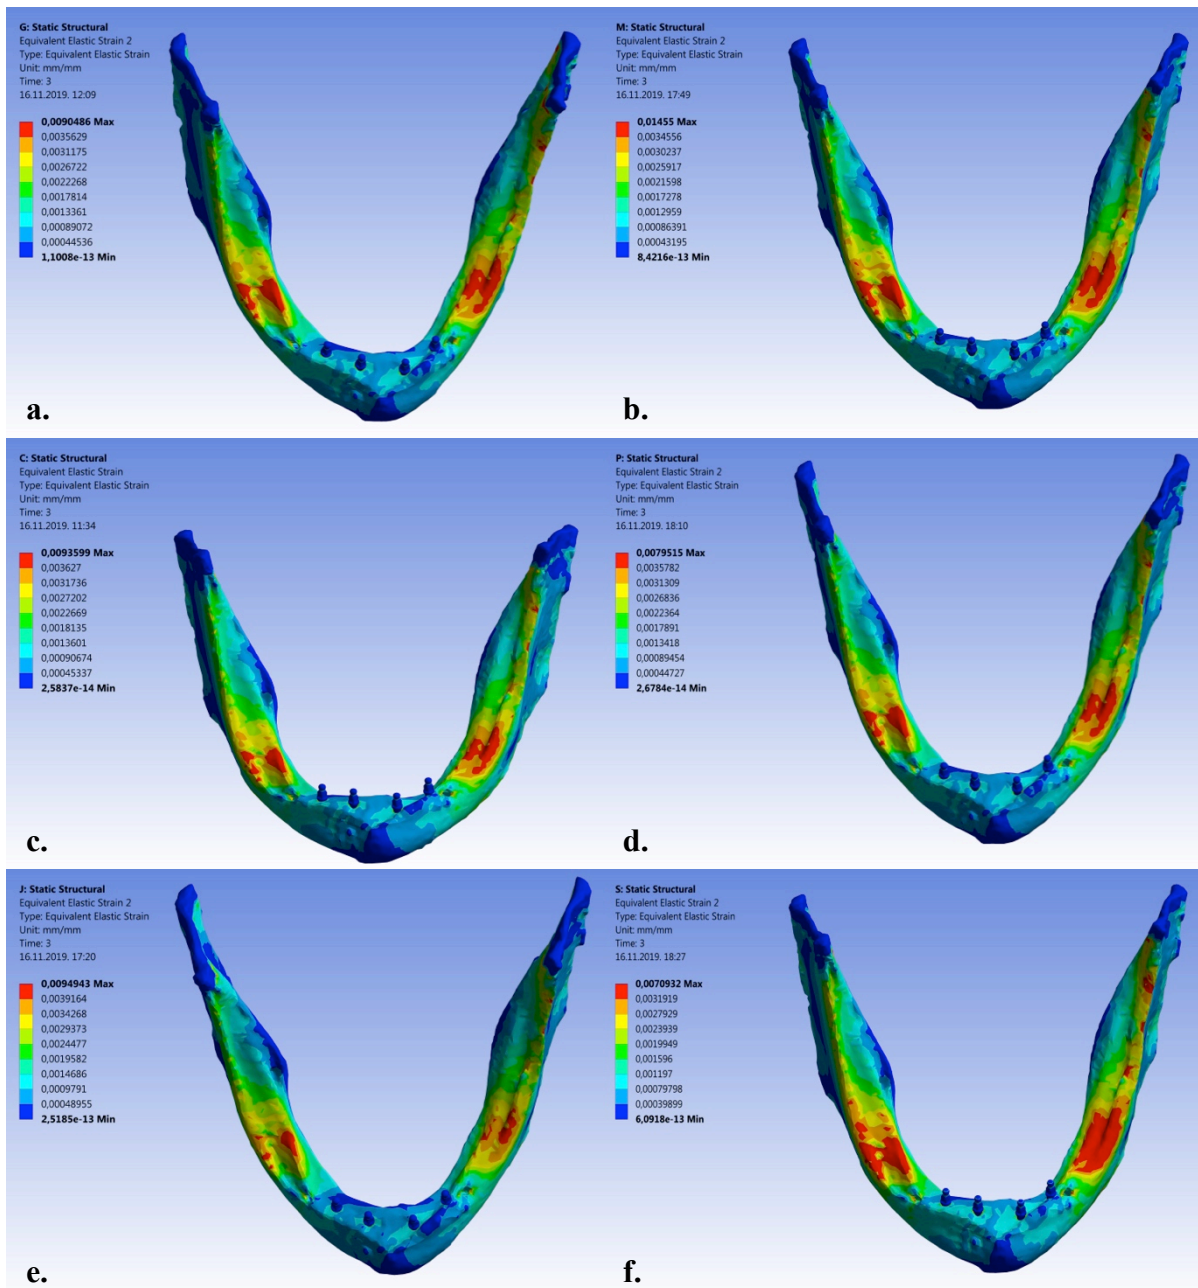 G: Static Structural
Equivalent Elastic Strain 2
Type: Equivalent Elastic Strain
Unit: mm/mm
Time: 3
16.11.2019. 12:09
0,0090486 Max
0,0035629
0,0031175
0,0026722
0,0022268
0,0017814
0,0013361
0,00089072
0,00044536
1,1008e-13 Min
a.
M: Static Structural
Equivalent Elastic Strain 2
Type: Equivalent Elastic Strain
Unit: mm/mm
Time: 3
16.11.2019. 17:49
0,01455 Max
0,0034556
0,0030237
0,0025917
0,0021598
0,0017278
0,0012959
0,00086391
0,00043195
8,4216e-13 Min
b.
C: Static Structural
Equivalent Elastic Strain
Type: Equivalent Elastic Strain
Unit: mm/mm
Time: 3
16.11.2019. 11:34
0,0093599 Max
0,003627
0,0031736
0,0027202
0,0022669
0,0018135
0,0013601
0,00090674
0,00045337
2,5837e-14 Min
c.
P: Static Structural
Equivalent Elastic Strain 2
Type: Equivalent Elastic Strain
Unit: mm/mm
Time: 3
16.11.2019. 18:10
0,0079515 Max
0,0035782
0,0031309
0,0026836
0,0022364
0,0017891
0,0013418
0,00089454
0,00044727
2,6784e-14 Min
d.
J: Static Structural
Equivalent Elastic Strain 2
Type: Equivalent Elastic Strain
Unit: mm/mm
Time: 3
16.11.2019. 17:20
0,0094943 Max
0,0039164
0,0034268
0,0029373
0,0024477
0,0019582
0,0014686
0,0009791
0,00048955
2,5185e-13 Min
e.
S: Static Structural
Equivalent Elastic Strain 2
Type: Equivalent Elastic Strain
Unit: mm/mm
Time: 3
16.11.2019. 18:27
0,0070932 Max
0,0031919
0,0027929
0,0023939
0,0019949
0,001596
0,001197
0,00079798
0,00039899
6,0918e-13 Min
f.